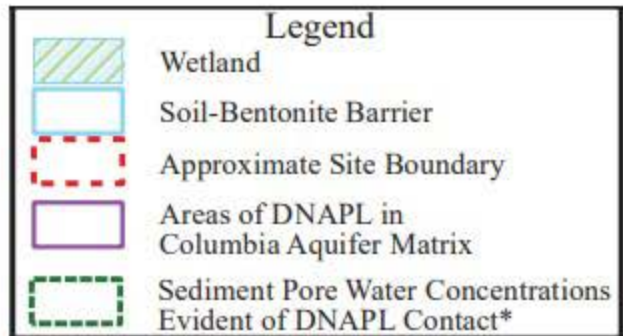 Legend
Wetland
Soil-Bentonite Barrier
Approximate Site Boundary
Areas of DNAPL in
Columbia Aquifer Matrix
Sediment Pore Water Concentrations
Evident of DNAPL Contact*